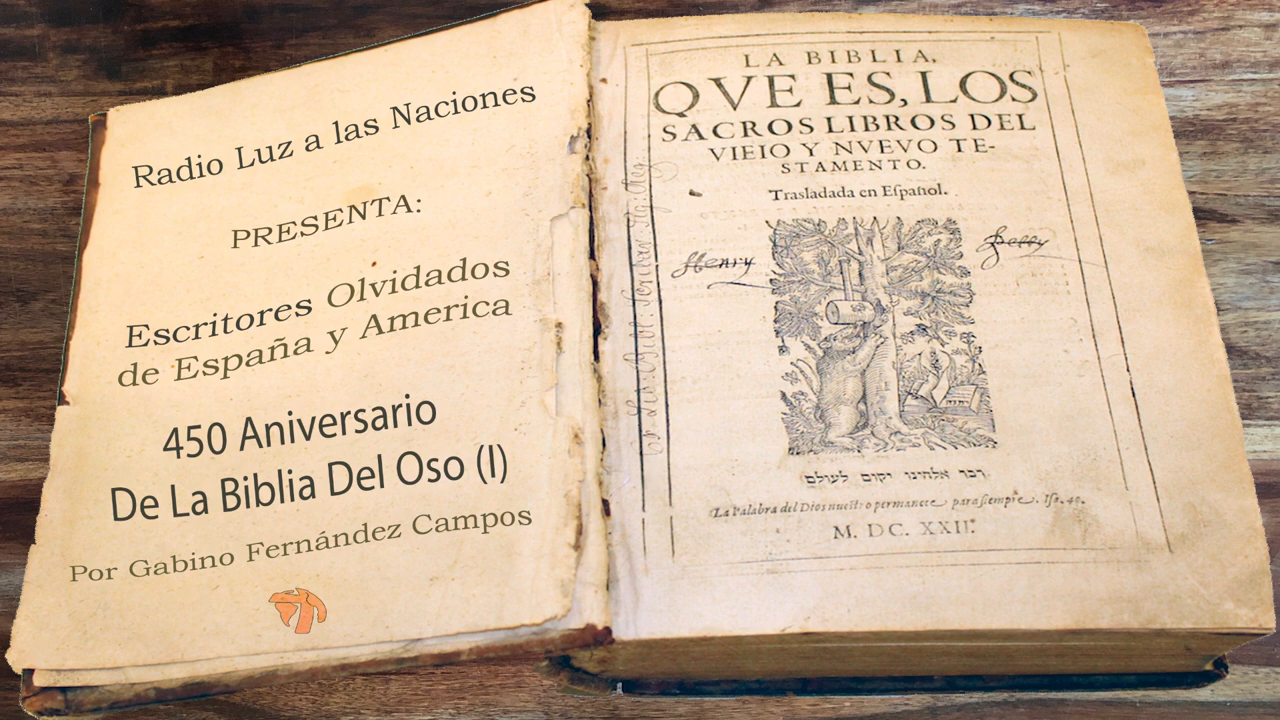 Radio Luz a las Naciones
PRESENTA:
Escritores Olvidados
de España y America
450 Aniversario
De La Biblia Del Oso (I)
Por Gabino Fernández Campos
LA BIBLIA,
QVE ES, LOS
SACROS LIBROS DEL
VIEIO Y NVEVO TE-
STAMENTO.
Trasladada en Eſpañol.
Henry
דבר אלהינו יקום לעולם
La Palabra del Dios nuestro permanece para siempre. Isa. 40.
M. DC. XXII.